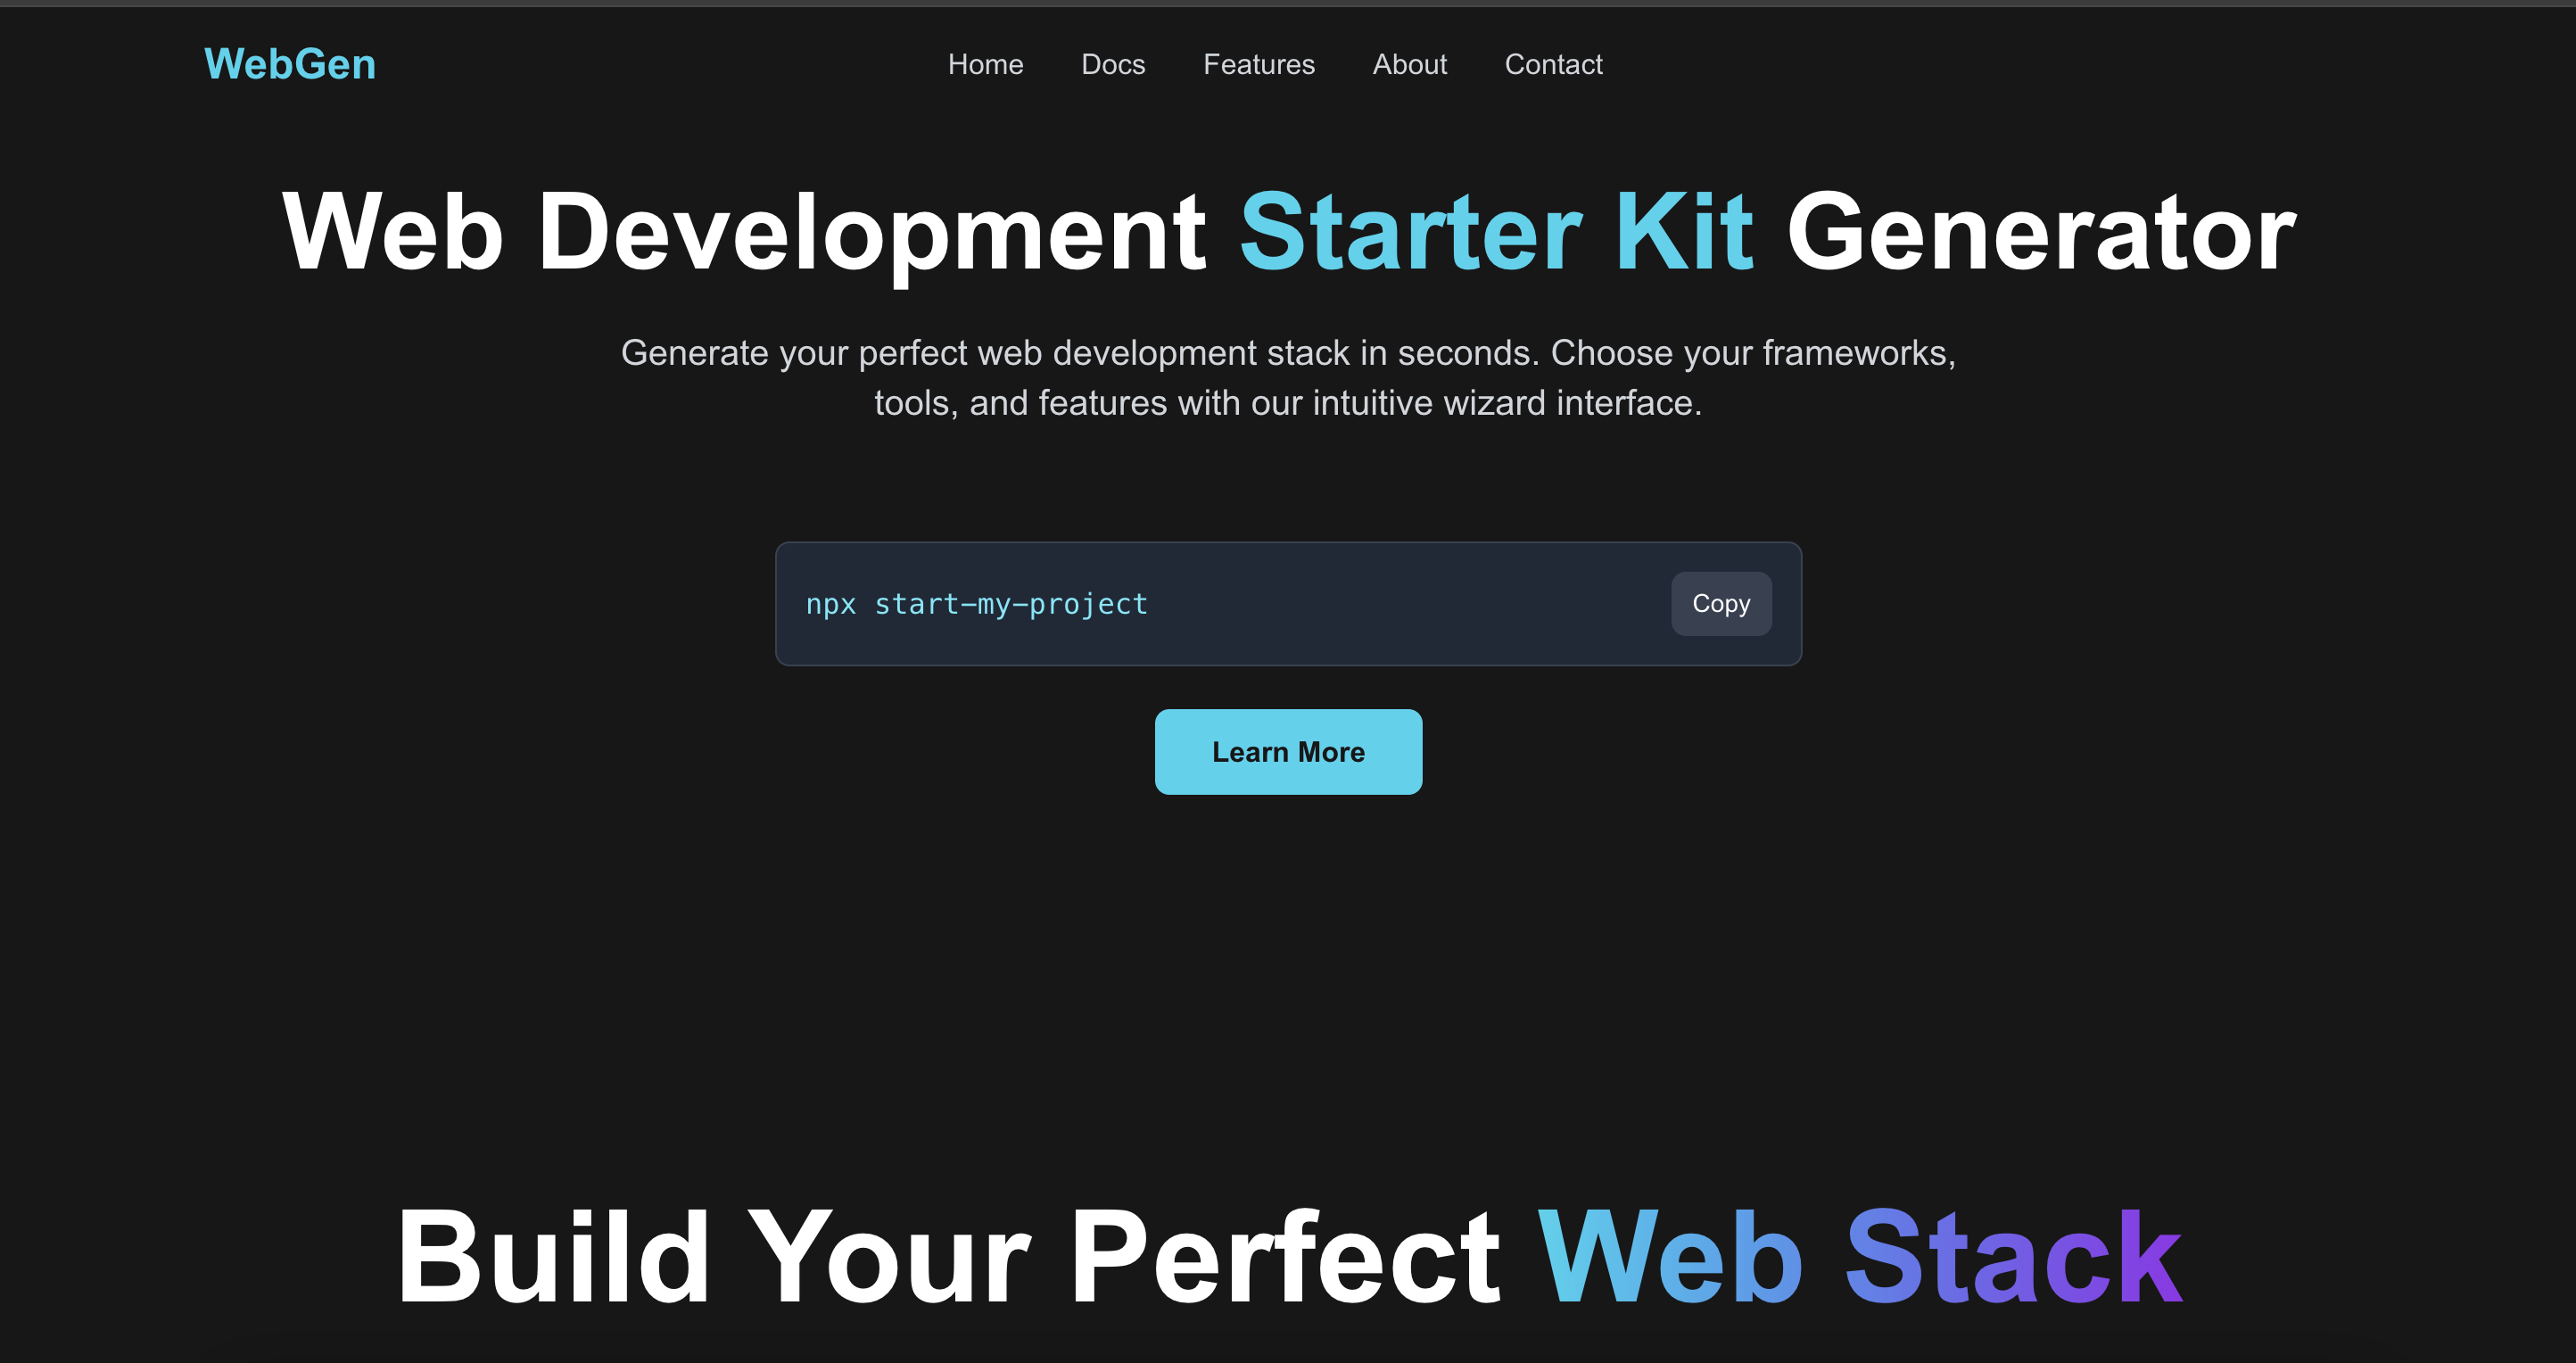 WebGen
Home Docs Features About Contact
Web Development Starter Kit Generator
Generate your perfect web development stack in seconds. Choose your frameworks,
tools, and features with our intuitive wizard interface.
npx start-my-project
Copy
Learn More
Build Your Perfect Web Stack